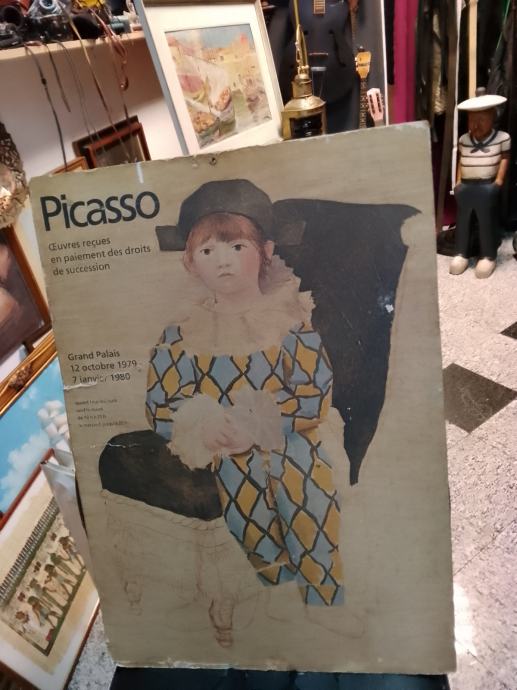 Picasso
Œuvres reçues
en paiement des droits
de succession
Grand Palais
12 octobre 1979
7 janvier 1980